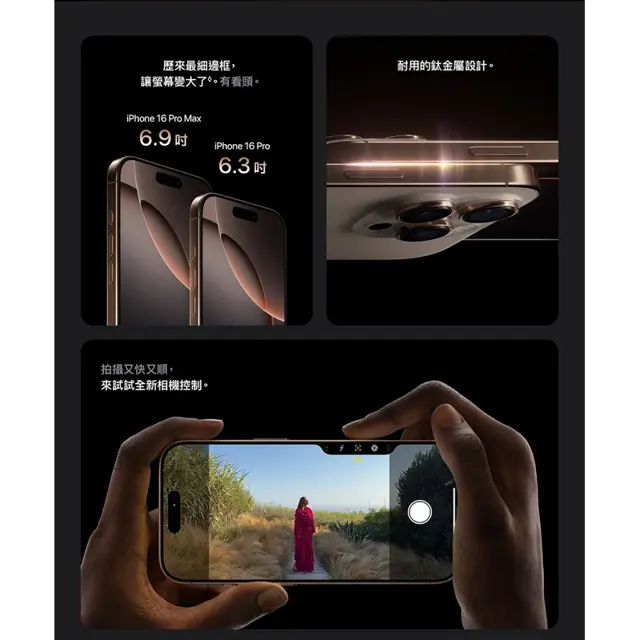 歷來最細邊框，
讓螢幕變大了◊。有看頭。
iPhone 16 Pro Max
6.9 吋
iPhone 16 Pro
6.3 吋
耐用的鈦金屬設計。
拍攝又快又順，
來試試全新相機控制。